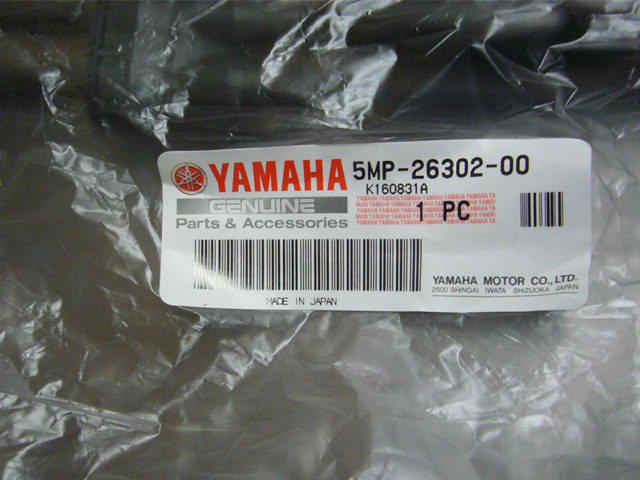 YAMAHA 5MP-26302-00
K160831A
GENUINE
Parts & Accessories
1 PC
MADE IN JAPAN
YAMAHA MOTOR CO., LTD.
2500 SHINGAI IWATA SHIZUOKA JAPAN